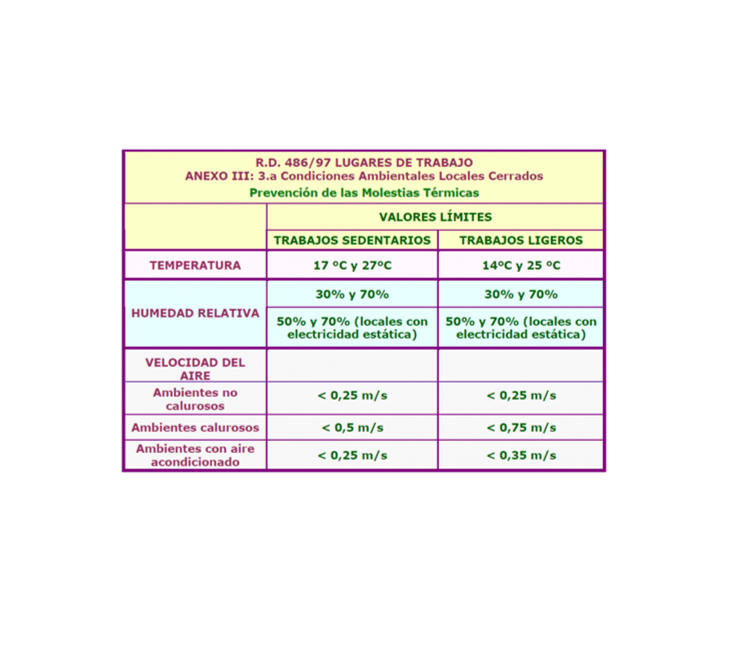 R.D. 486/97 LUGARES DE TRABAJO
ANEXO III: 3.a Condiciones Ambientales Locales Cerrados
Prevención de las Molestias Térmicas
VALORES LÍMITES
TRABAJOS SEDENTARIOS TRABAJOS LIGEROS
TEMPERATURA 17 ºC y 27ºC 14ºC y 25 ºC
HUMEDAD RELATIVA
30% y 70% 30% y 70%
50% y 70% (locales con
electricidad estática)
50% y 70% (locales con
electricidad estática)
VELOCIDAD DEL
AIRE
Ambientes no
calurosos
< 0,25 m/s < 0,25 m/s
Ambientes calurosos < 0,5 m/s < 0,75 m/s
Ambientes con aire
acondicionado
< 0,25 m/s < 0,35 m/s